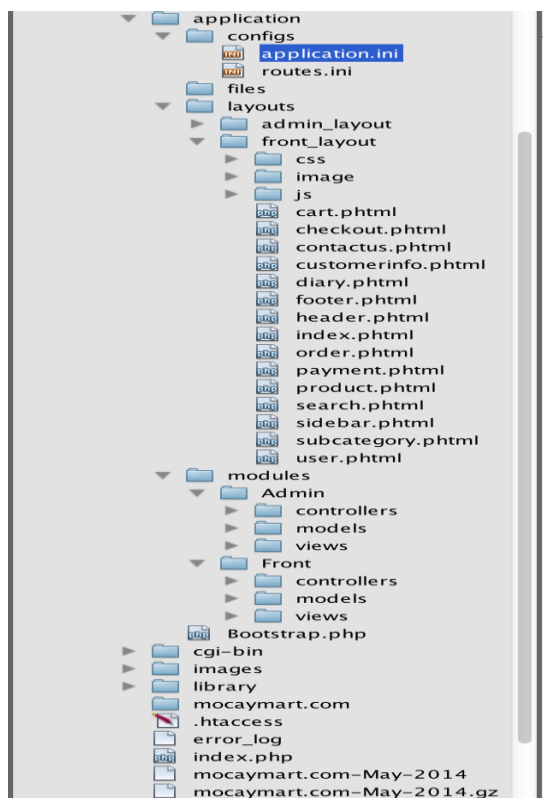 application
configs
application.ini
routes.ini
files
layouts
admin_layout
front_layout
css
image
js
cart.phtml
checkout.phtml
contactus.phtml
customerinfo.phtml
diary.phtml
footer.phtml
header.phtml
index.phtml
order.phtml
payment.phtml
product.phtml
search.phtml
sidebar.phtml
subcategory.phtml
user.phtml
modules
Admin
controllers
models
views
Front
controllers
models
views
Bootstrap.php
cgi-bin
images
library
mocaymart.com
.htaccess
error_log
index.php
mocaymart.com-May-2014
mocaymart.com-May-2014.gz